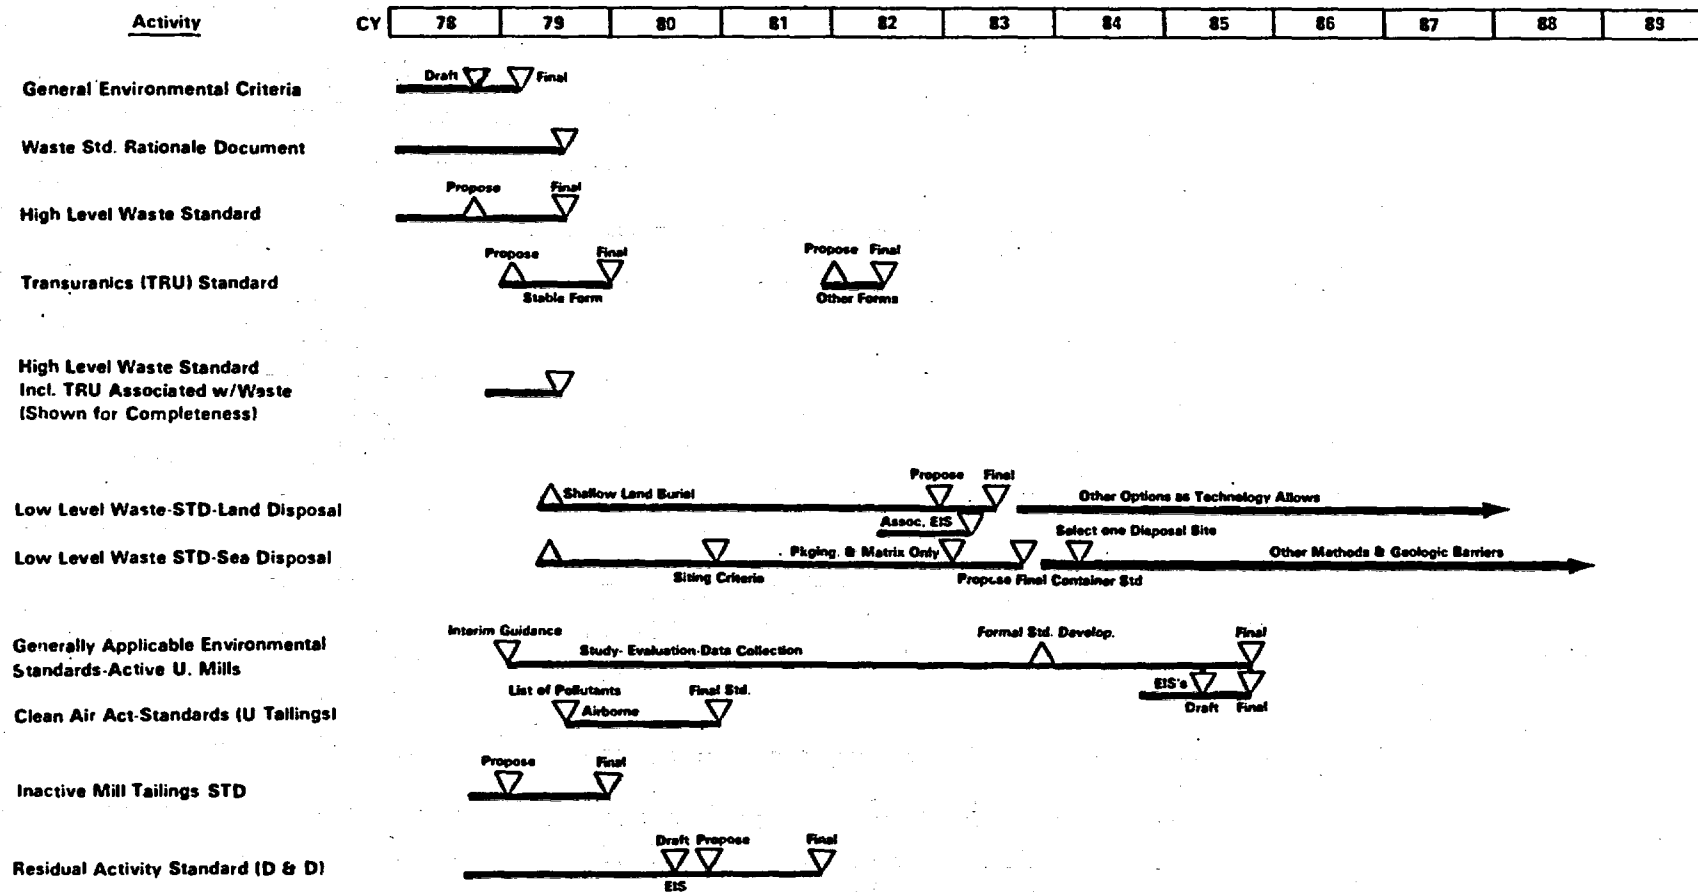 Activity CY 78 79 80 81 82 83 84 85 86 87 88 89
Draft Final
General Environmental Criteria
Waste Std. Rationale Document
Propose Final
High Level Waste Standard
Propose Final Propose Final
Transuranics (TRU) Standard
Stable Form Other Forms
High Level Waste Standard
Incl. TRU Associated w/Waste
(Shown for Completeness)
Propose Final
Shallow Land Burial Other Options as Technology Allows
Low Level Waste-STD-Land Disposal
Assoc. EIS Select one Disposal Site
Low Level Waste STD-Sea Disposal Pkging. & Matrix Only Other Methods & Geologic Barriers
Siting Criteria Propose Final Container Std
Interim Guidance Formal Std. Develop. Final
Generally Applicable Environmental
Standards-Active U. Mills
Study- Evaluation-Data Collection
EIS's
Draft Final
List of Pollutants Final Std.
Clean Air Act-Standards (U Tailings) Airborne
Propose Final
Inactive Mill Tailings STD
Draft Propose Final
Residual Activity Standard (D & D)
EIS